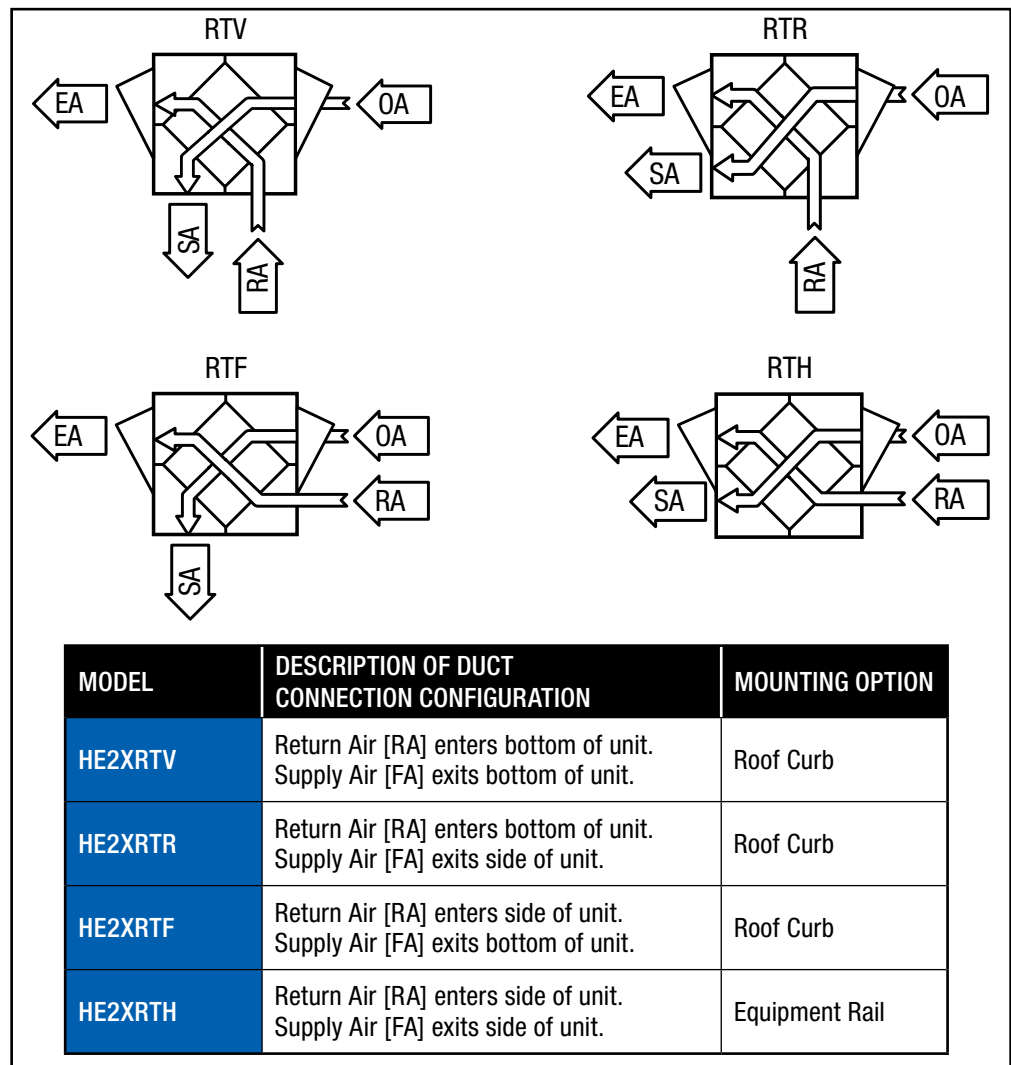 RTV
EA
OA
SA
RA
RTR
EA
OA
SA
RA
RTF
EA
OA
RA
SA
RTH
EA
OA
SA
RA
MODEL
DESCRIPTION OF DUCT
CONNECTION CONFIGURATION
MOUNTING OPTION
HE2XRTV
Return Air [RA] enters bottom of unit.
Supply Air [FA] exits bottom of unit.
Roof Curb
HE2XRTR
Return Air [RA] enters bottom of unit.
Supply Air [FA] exits side of unit.
Roof Curb
HE2XRTF
Return Air [RA] enters side of unit.
Supply Air [FA] exits bottom of unit.
Roof Curb
HE2XRTH
Return Air [RA] enters side of unit.
Supply Air [FA] exits side of unit.
Equipment Rail